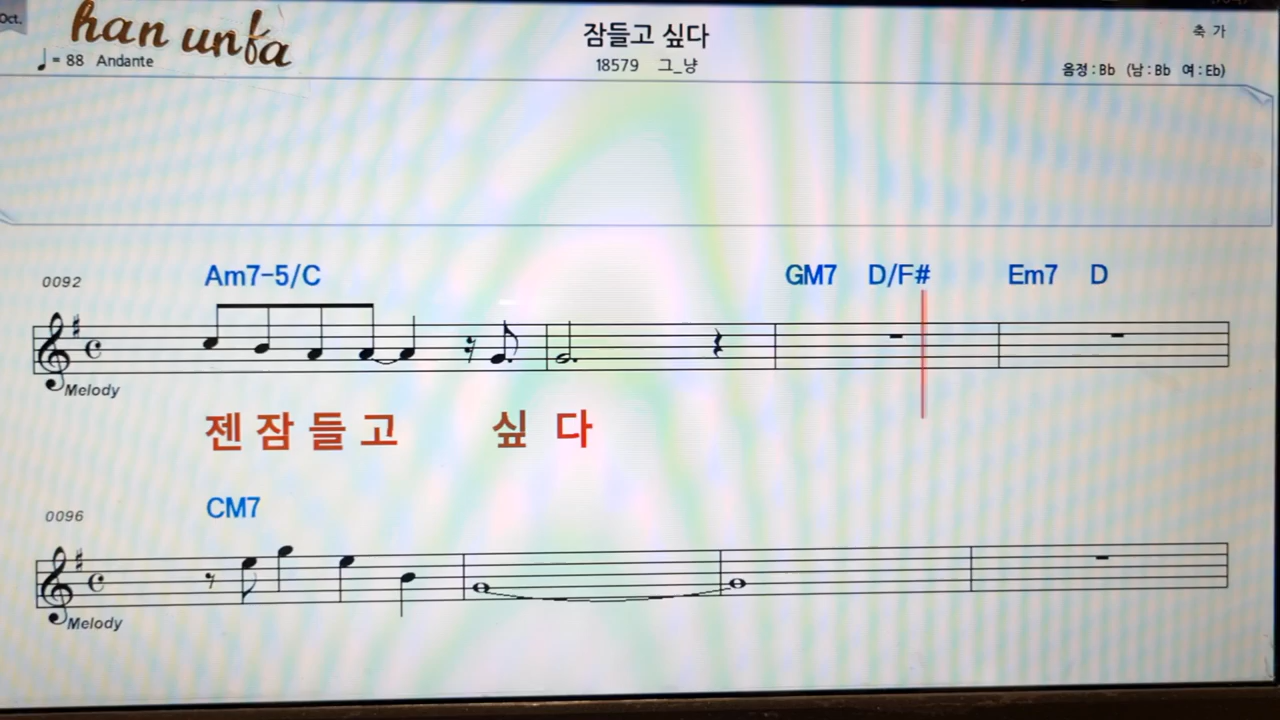 Oct.
han unfa
잠들고 싶다
축 가
♩ = 88 Andante
18579 그_냥
음정 : Bb (남 : Bb 여 : Eb)
0092
Am7-5/C GM7 D/F# Em7 D
Melody
젠 잠 들 고 싶 다
0096
CM7
Melody